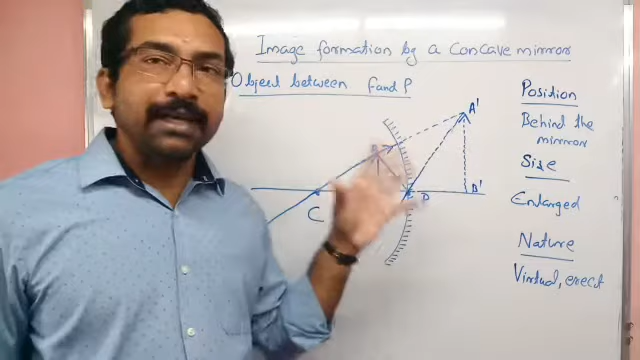 Image formation by a Concave mirror
Object between F and P
Position
Behind the
mirror
Size
Enlarged
Nature
Virtual, erect
A'
B'
C